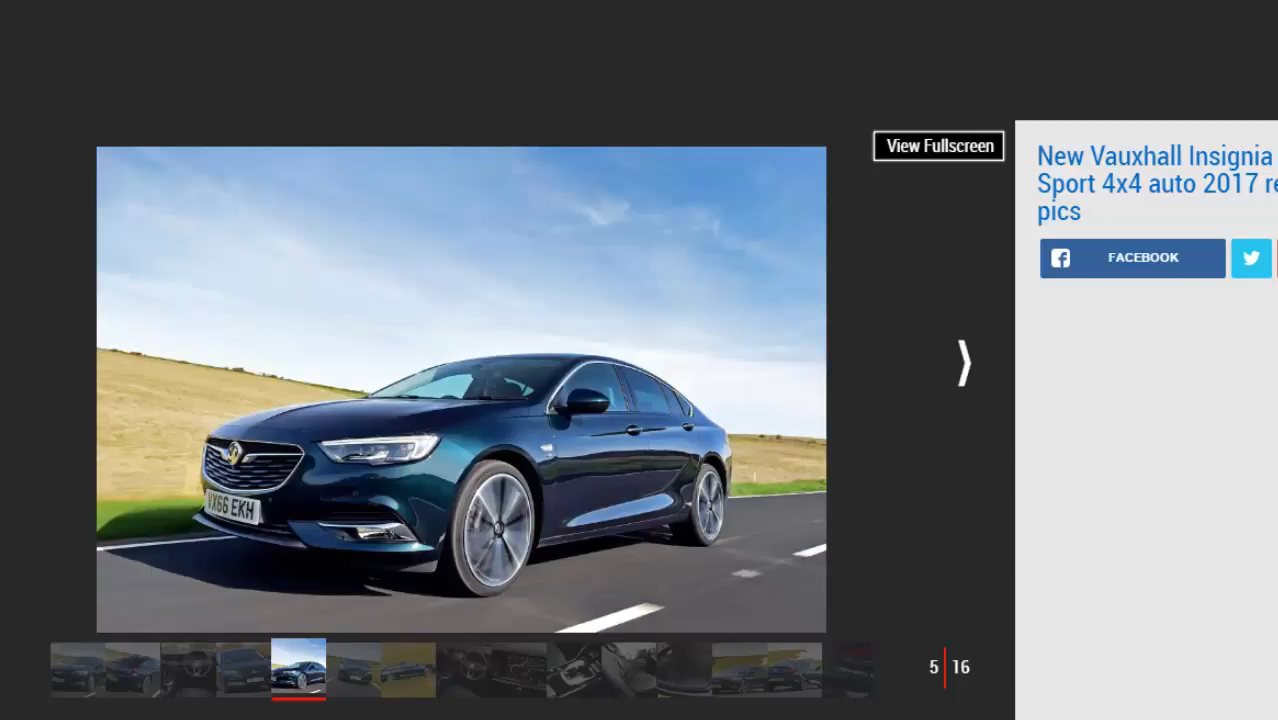 View Fullscreen
New Vauxhall Insignia
Sport 4x4 auto 2017 re
pics
FACEBOOK
VX66 EKH
5 16